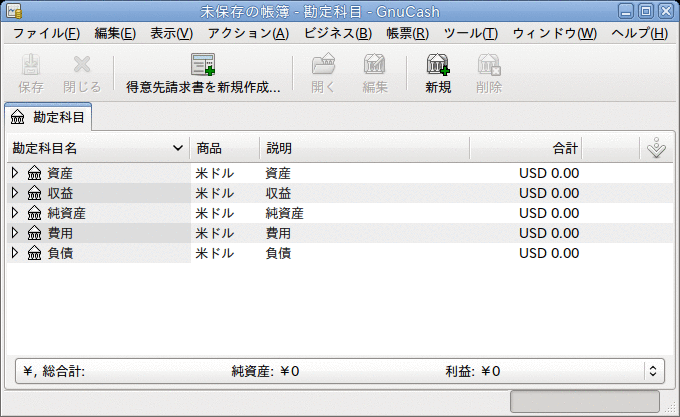 未保存の帳簿 - 勘定科目 - GnuCash
ファイル(F) 編集(E) 表示(V) アクション(A) ビジネス(B) 帳票(R) ツール(T) ウィンドウ(W) ヘルプ(H)
保存 閉じる 得意先請求書を新規作成... 開く 編集 新規 削除
勘定科目
勘定科目名 商品 説明 合計
資産 米ドル 資産 USD 0.00
収益 米ドル 収益 USD 0.00
純資産 米ドル 純資産 USD 0.00
費用 米ドル 費用 USD 0.00
負債 米ドル 負債 USD 0.00
¥, 総合計: 純資産: ¥0 利益: ¥0